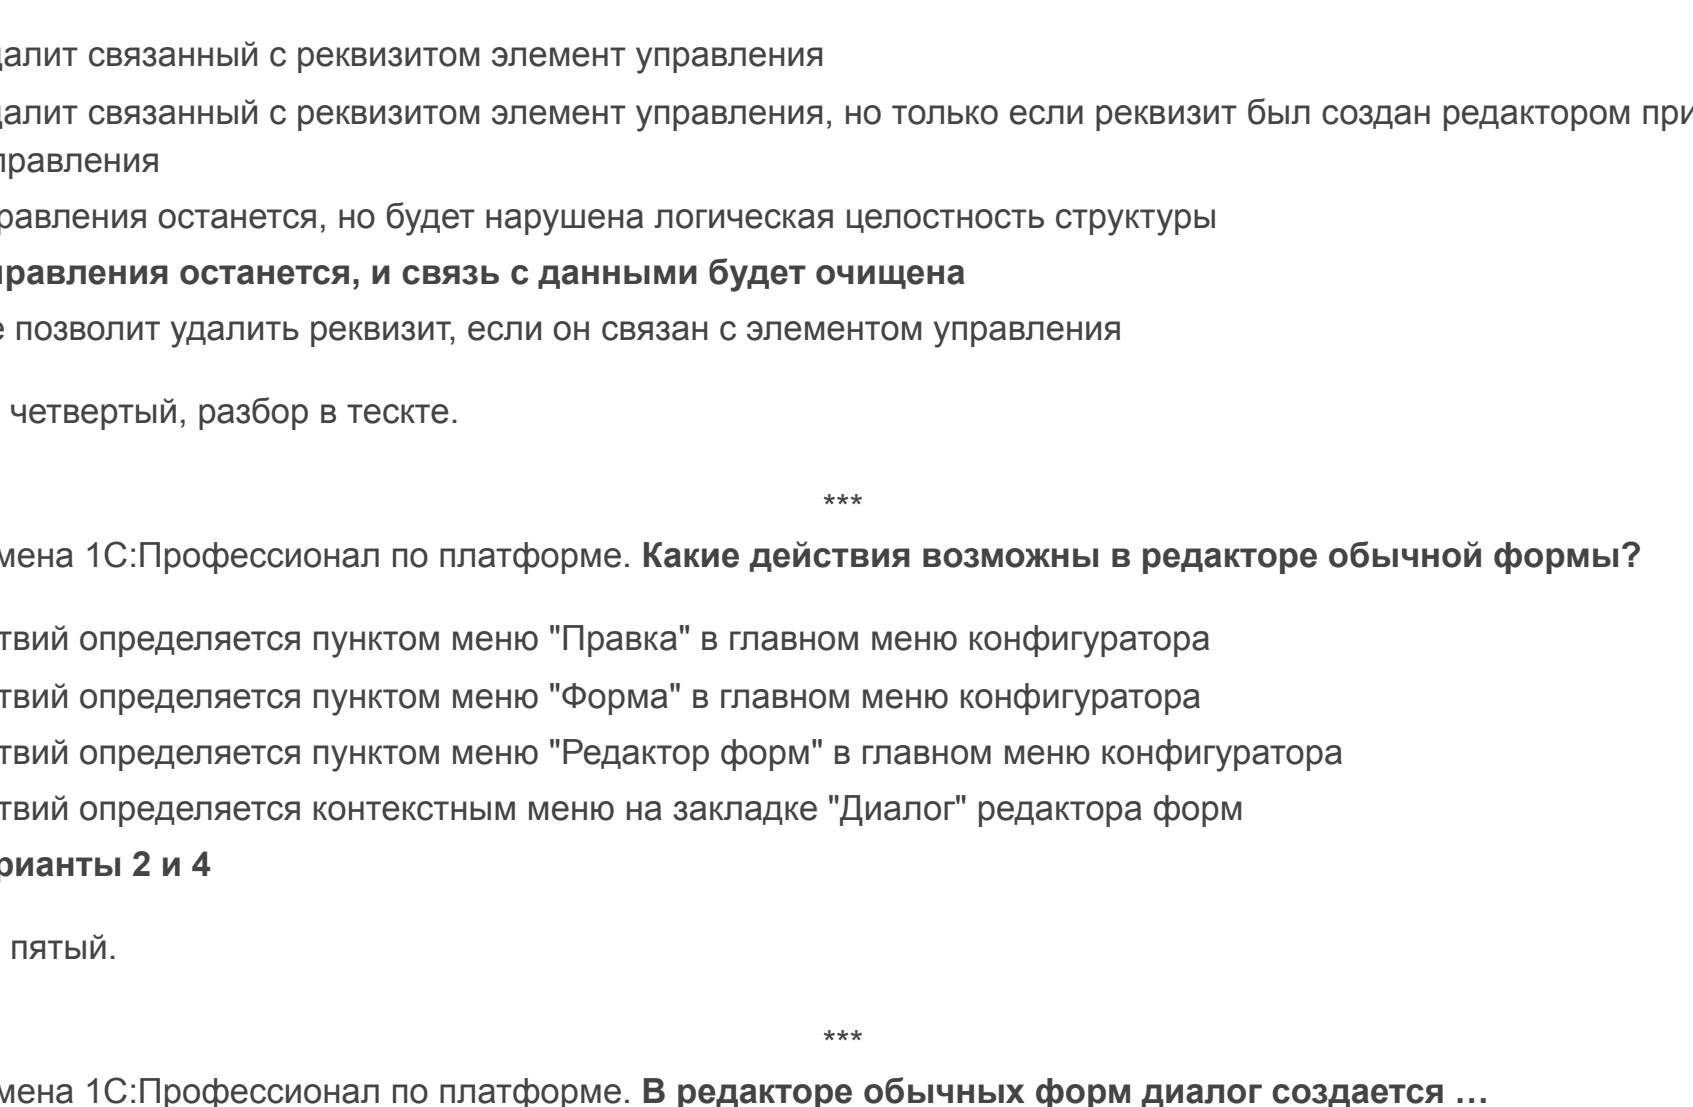 далит связанный с реквизитом элемент управления
далит связанный с реквизитом элемент управления, но только если реквизит был создан редактором при
правления
равления останется, но будет нарушена логическая целостность структуры
правления останется, и связь с данными будет очищена
е позволит удалить реквизит, если он связан с элементом управления
четвертый, разбор в тескте.
***
мена 1С:Профессионал по платформе. Какие действия возможны в редакторе обычной формы?
твий определяется пунктом меню "Правка" в главном меню конфигуратора
твий определяется пунктом меню "Форма" в главном меню конфигуратора
твий определяется пунктом меню "Редактор форм" в главном меню конфигуратора
твий определяется контекстным меню на закладке "Диалог" редактора форм
рианты 2 и 4
пятый.
***
мена 1С:Профессионал по платформе. В редакторе обычных форм диалог создается …